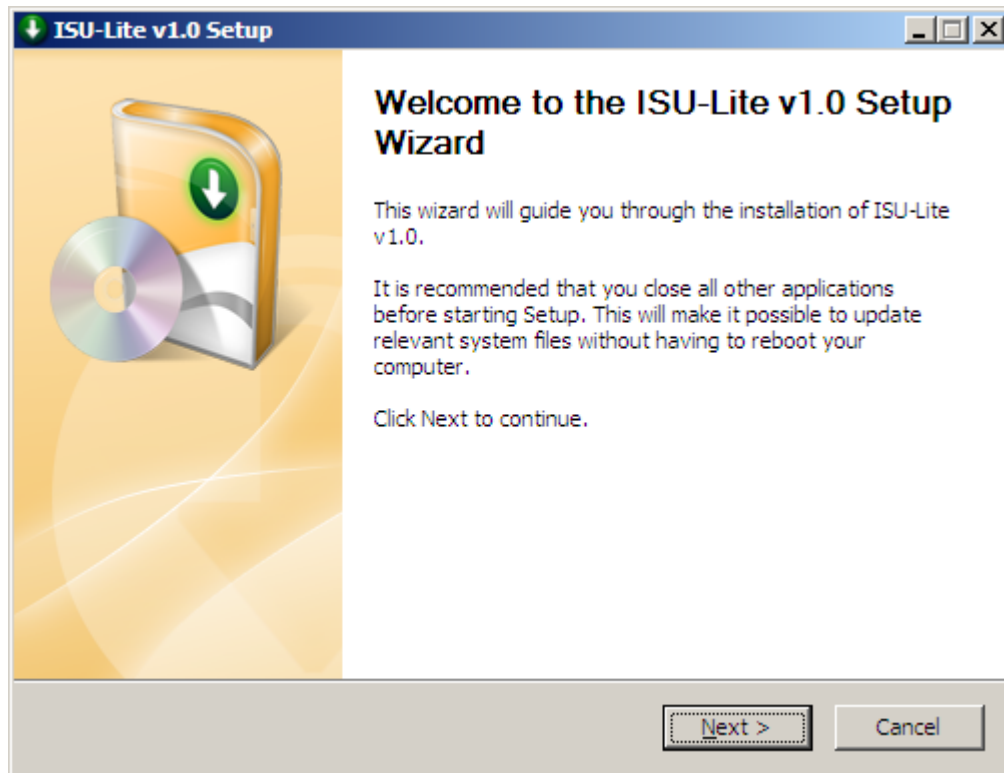 ISU-Lite v1.0 Setup
Welcome to the ISU-Lite v1.0 Setup
Wizard
This wizard will guide you through the installation of ISU-Lite
v1.0.
It is recommended that you close all other applications
before starting Setup. This will make it possible to update
relevant system files without having to reboot your
computer.
Click Next to continue.
Next >
Cancel